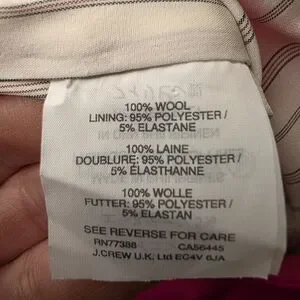 100% WOOL
LINING: 95% POLYESTER /
5% ELASTANE
100% LAINE
DOUBLURE: 95% POLYESTER /
5% ÉLASTHANNE
100% WOLLE
FUTTER: 95% POLYESTER /
5% ELASTAN
SEE REVERSE FOR CARE
RN77388 CA56445
J.CREW U.K. Ltd EC4V 6JA